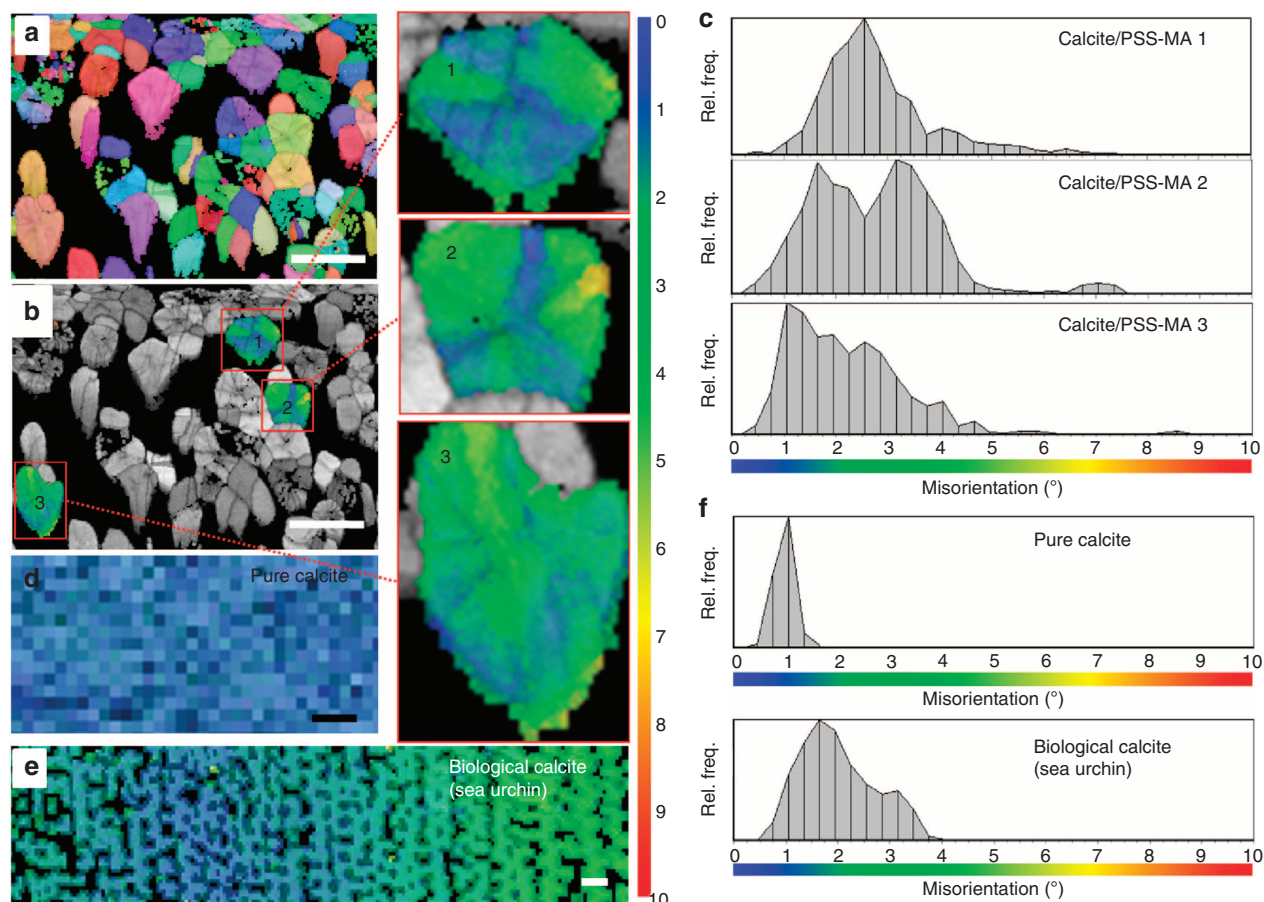 a
b
1
2
3
d
Pure calcite
e
Biological calcite
(sea urchin)
1
2
3
0
1
2
3
4
5
6
7
8
9
10
c
Rel. freq.
Calcite/PSS-MA 1
Rel. freq.
Calcite/PSS-MA 2
Rel. freq.
Calcite/PSS-MA 3
0 1 2 3 4 5 6 7 8 9 10
Misorientation (°)
f
Rel. freq.
Pure calcite
0 1 2 3 4 5 6 7 8 9 10
Misorientation (°)
Rel. freq.
Biological calcite
(sea urchin)
0 1 2 3 4 5 6 7 8 9 10
Misorientation (°)